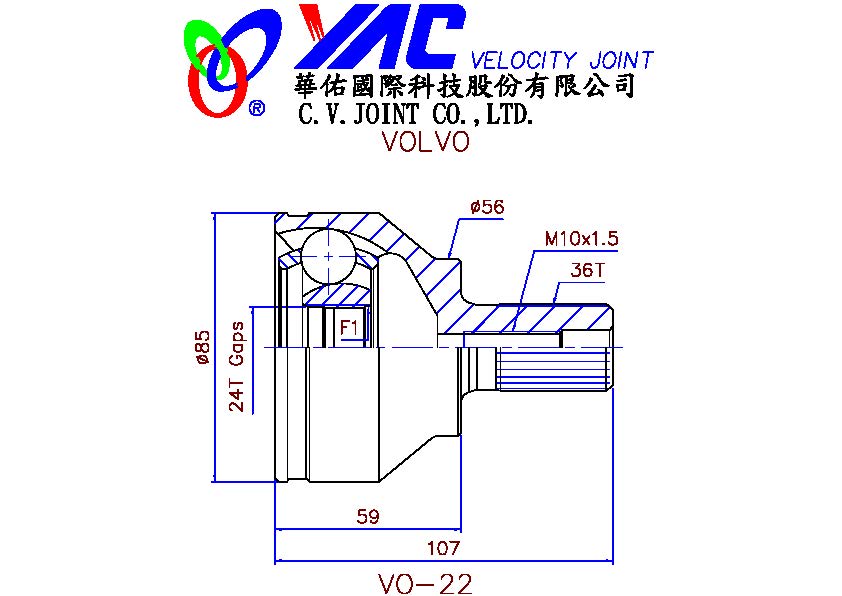 YAC VELOCITY JOINT
®
華佑國際科技股份有限公司
C.V.JOINT CO.,LTD.
VOLVO
ø56
M10x1.5
36T
F1
ø85
24T Gaps
59
107
VO-22